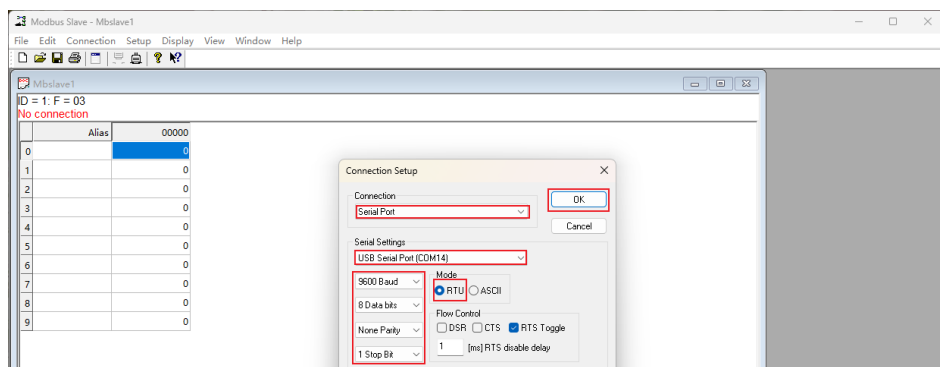 Modbus Slave - Mbslave1
File Edit Connection Setup Display View Window Help
Mbslave1
ID = 1: F = 03
No connection
Alias 00000
0 0
1 0
2 0
3 0
4 0
5 0
6 0
7 0
8 0
9 0
Connection Setup
Connection
Serial Port
OK
Cancel
Serial Settings
USB Serial Port (COM14)
9600 Baud
8 Data bits
None Parity
1 Stop Bit
Mode
RTU ASCII
Flow Control
DSR CTS RTS Toggle
1 [ms] RTS disable delay